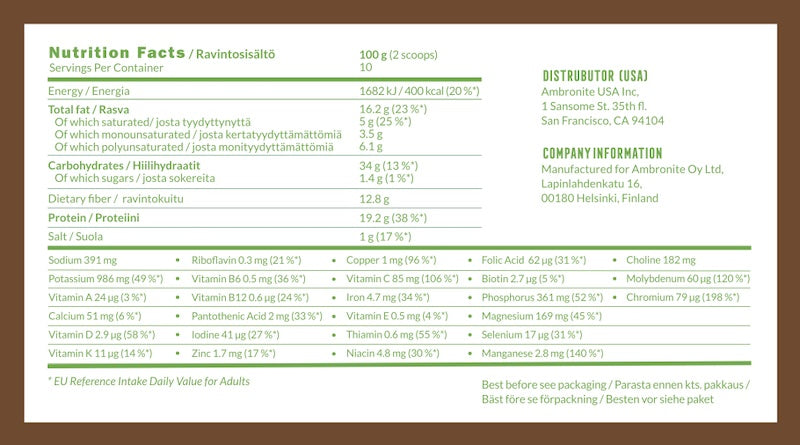 Nutrition Facts / Ravintosisältö 100 g (2 scoops)
Servings Per Container 10
Energy / Energia 1682 kJ / 400 kcal (20 %*)
Total fat / Rasva 16.2 g (23 %*)
Of which saturated/ josta tyydyttynyttä 5 g (25 %*)
Of which monounsaturated / josta kertatyydyttämättömiä 3.5 g
Of which polyunsaturated / josta monityydyttämättömiä 6.1 g
Carbohydrates / Hiilihydraatit 34 g (13 %*)
Of which sugars / josta sokereita 1.4 g (1 %*)
Dietary fiber / ravintokuitu 12.8 g
Protein / Proteiini 19.2 g (38 %*)
Salt / Suola 1 g (17 %*)
DISTRUBUTOR (USA)
Ambronite USA Inc,
1 Sansome St. 35th fl.
San Francisco, CA 94104
COMPANY INFORMATION
Manufactured for Ambronite Oy Ltd,
Lapinlahdenkatu 16,
00180 Helsinki, Finland
Sodium 391 mg • Riboflavin 0.3 mg (21 %*) • Copper 1 mg (96 %*) • Folic Acid 62 µg (31 %*) • Choline 182 mg
Potassium 986 mg (49 %*) • Vitamin B6 0.5 mg (36 %*) • Vitamin C 85 mg (106 %*) • Biotin 2.7 µg (5 %*) • Molybdenum 60 µg (120 %*)
Vitamin A 24 µg (3 %*) • Vitamin B12 0.6 µg (24 %*) • Iron 4.7 mg (34 %*) • Phosphorus 361 mg (52 %*) • Chromium 79 µg (198 %*)
Calcium 51 mg (6 %*) • Pantothenic Acid 2 mg (33 %*) • Vitamin E 0.5 mg (4 %*) • Magnesium 169 mg (45 %*)
Vitamin D 2.9 µg (58 %*) • Iodine 41 µg (27 %*) • Thiamin 0.6 mg (55 %*) • Selenium 17 µg (31 %*)
Vitamin K 11 µg (14 %*) • Zinc 1.7 mg (17 %*) • Niacin 4.8 mg (30 %*) • Manganese 2.8 mg (140 %*)
* EU Reference Intake Daily Value for Adults
Best before see packaging / Parasta ennen kts. pakkaus /
Bäst före se förpackning / Besten vor siehe paket